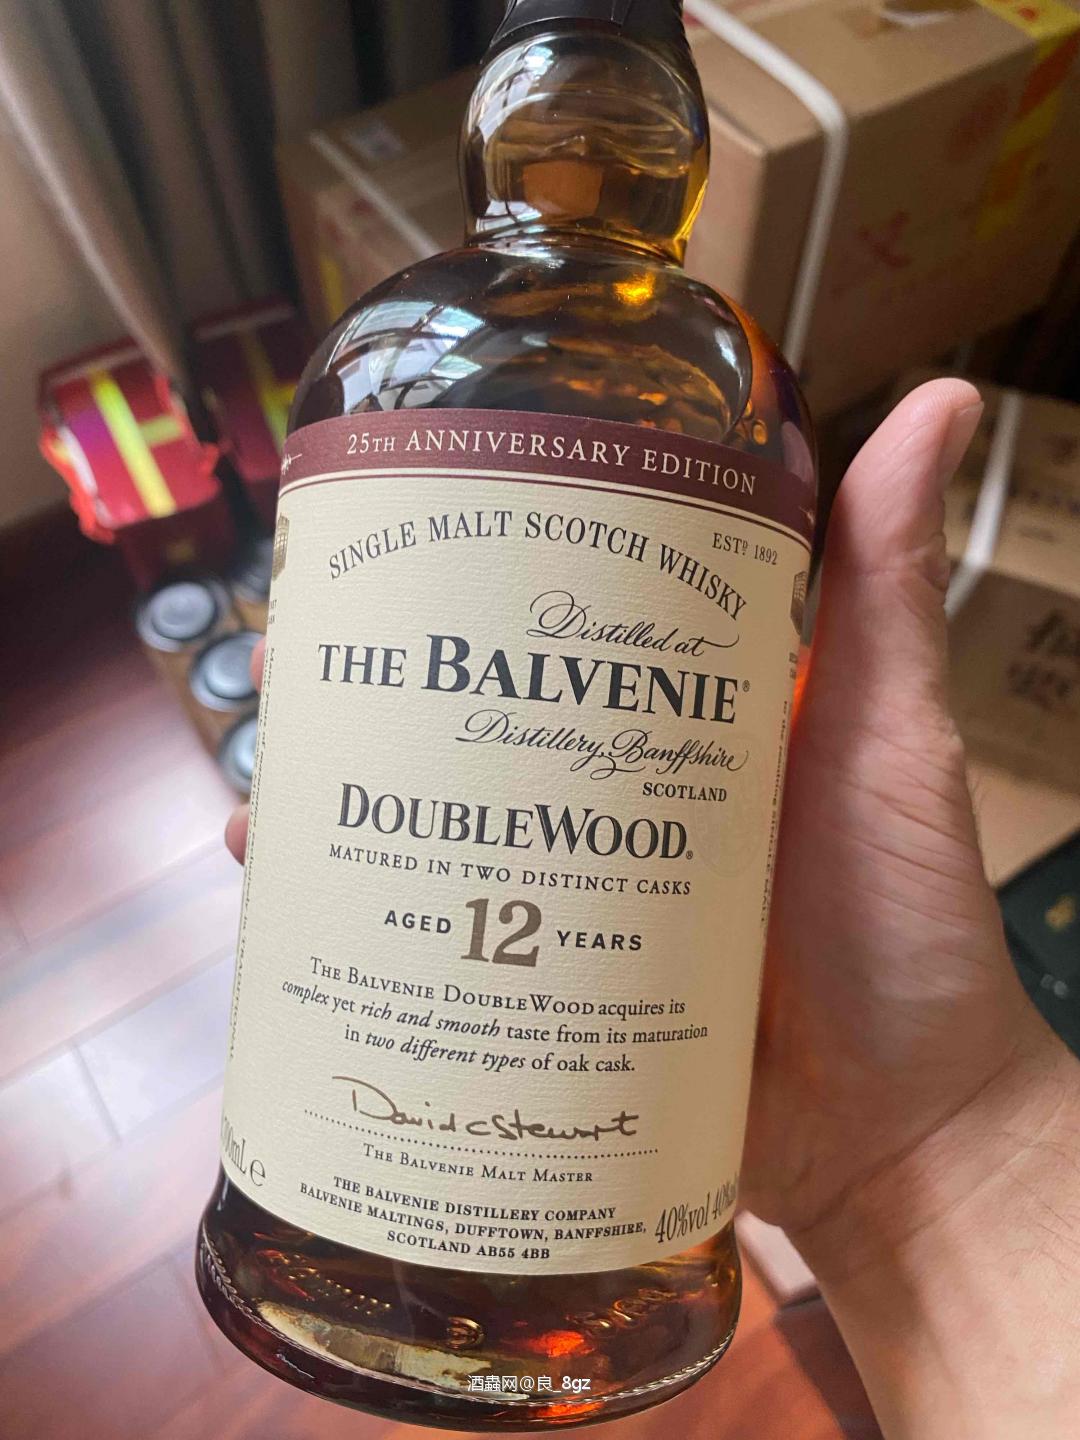 25TH ANNIVERSARY EDITION
SINGLE MALT SCOTCH WHISKY
ESTD 1892
Distilled at
THE BALVENIE®
Distillery, Banffshire
SCOTLAND
DOUBLEWOOD®
MATURED IN TWO DISTINCT CASKS
AGED 12 YEARS
THE BALVENIE DOUBLEWOOD acquires its
complex yet rich and smooth taste from its maturation
in two different types of oak cask.
David C Stewart
THE BALVENIE MALT MASTER
THE BALVENIE DISTILLERY COMPANY
BALVENIE MALTINGS, DUFFTOWN, BANFFSHIRE,
SCOTLAND AB55 4BB
mL e
40%vol 40%
酒蟲网@良_8gz